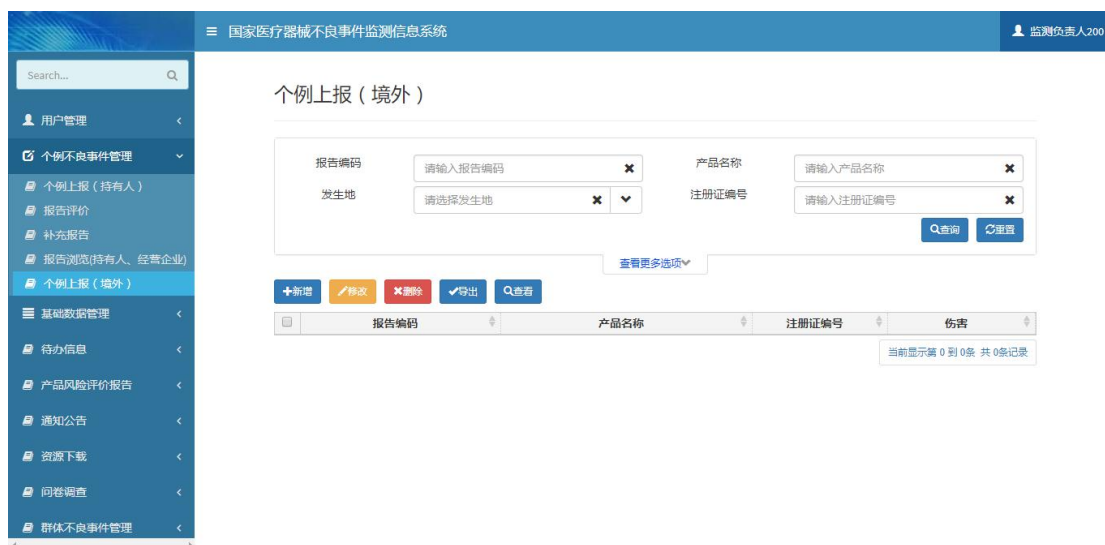 国家医疗器械不良事件监测信息系统
监测负责人200
Search...
用户管理
个例不良事件管理
个例上报（持有人）
报告评价
补充报告
报告浏览(持有人、经营企业)
个例上报（境外）
基础数据管理
待办信息
产品风险评价报告
通知公告
资源下载
问卷调查
群体不良事件管理
个例上报（境外）
报告编码 请输入报告编码 产品名称 请输入产品名称
发生地 请选择发生地 注册证编号 请输入注册证编号
查询 重置
查看更多选项
新增 修改 删除 导出 查看
报告编码 产品名称 注册证编号 伤害
当前显示第 0 到 0条 共 0条记录